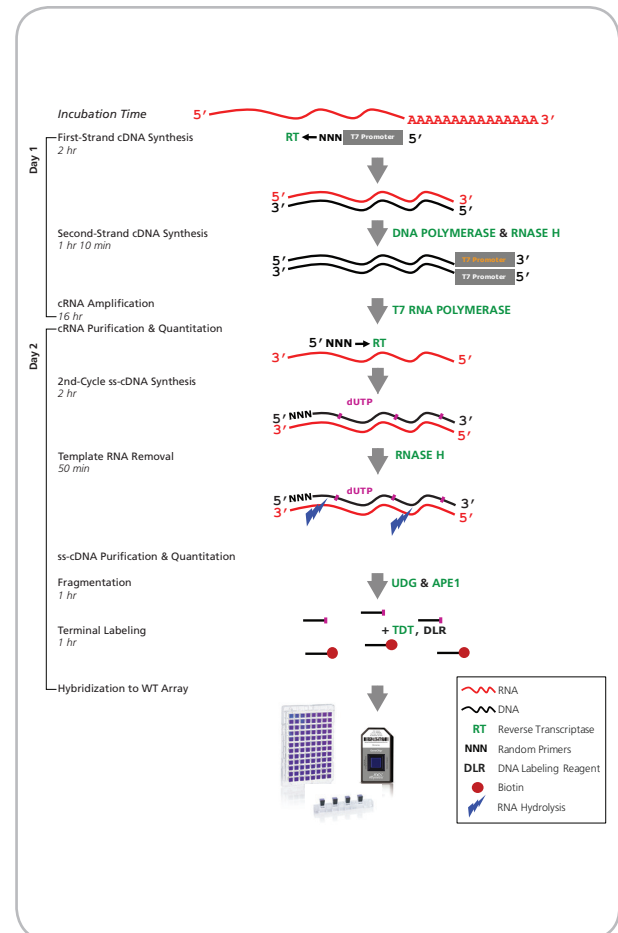 Incubation Time
5′
AAAAAAAAAAAAAAA 3′
Day 1
First-Strand cDNA Synthesis
2 hr
RT NNN T7 Promoter 5′
5′ 3′
3′ 5′
Second-Strand cDNA Synthesis
1 hr 10 min
DNA POLYMERASE & RNASE H
5′ T7 Promoter 3′
3′ T7 Promoter 5′
cRNA Amplification
16 hr
T7 RNA POLYMERASE
Day 2
cRNA Purification & Quantitation
5′ NNN RT
3′ 5′
2nd-Cycle ss-cDNA Synthesis
2 hr
dUTP
5′ NNN 3′
3′ 5′
Template RNA Removal
50 min
RNASE H
dUTP
5′ NNN 3′
3′ 5′
ss-cDNA Purification & Quantitation
Fragmentation
1 hr
UDG & APE1
Terminal Labeling
1 hr
+ TDT, DLR
Hybridization to WT Array
RNA
DNA
RT Reverse Transcriptase
NNN Random Primers
DLR DNA Labeling Reagent
Biotin
RNA Hydrolysis